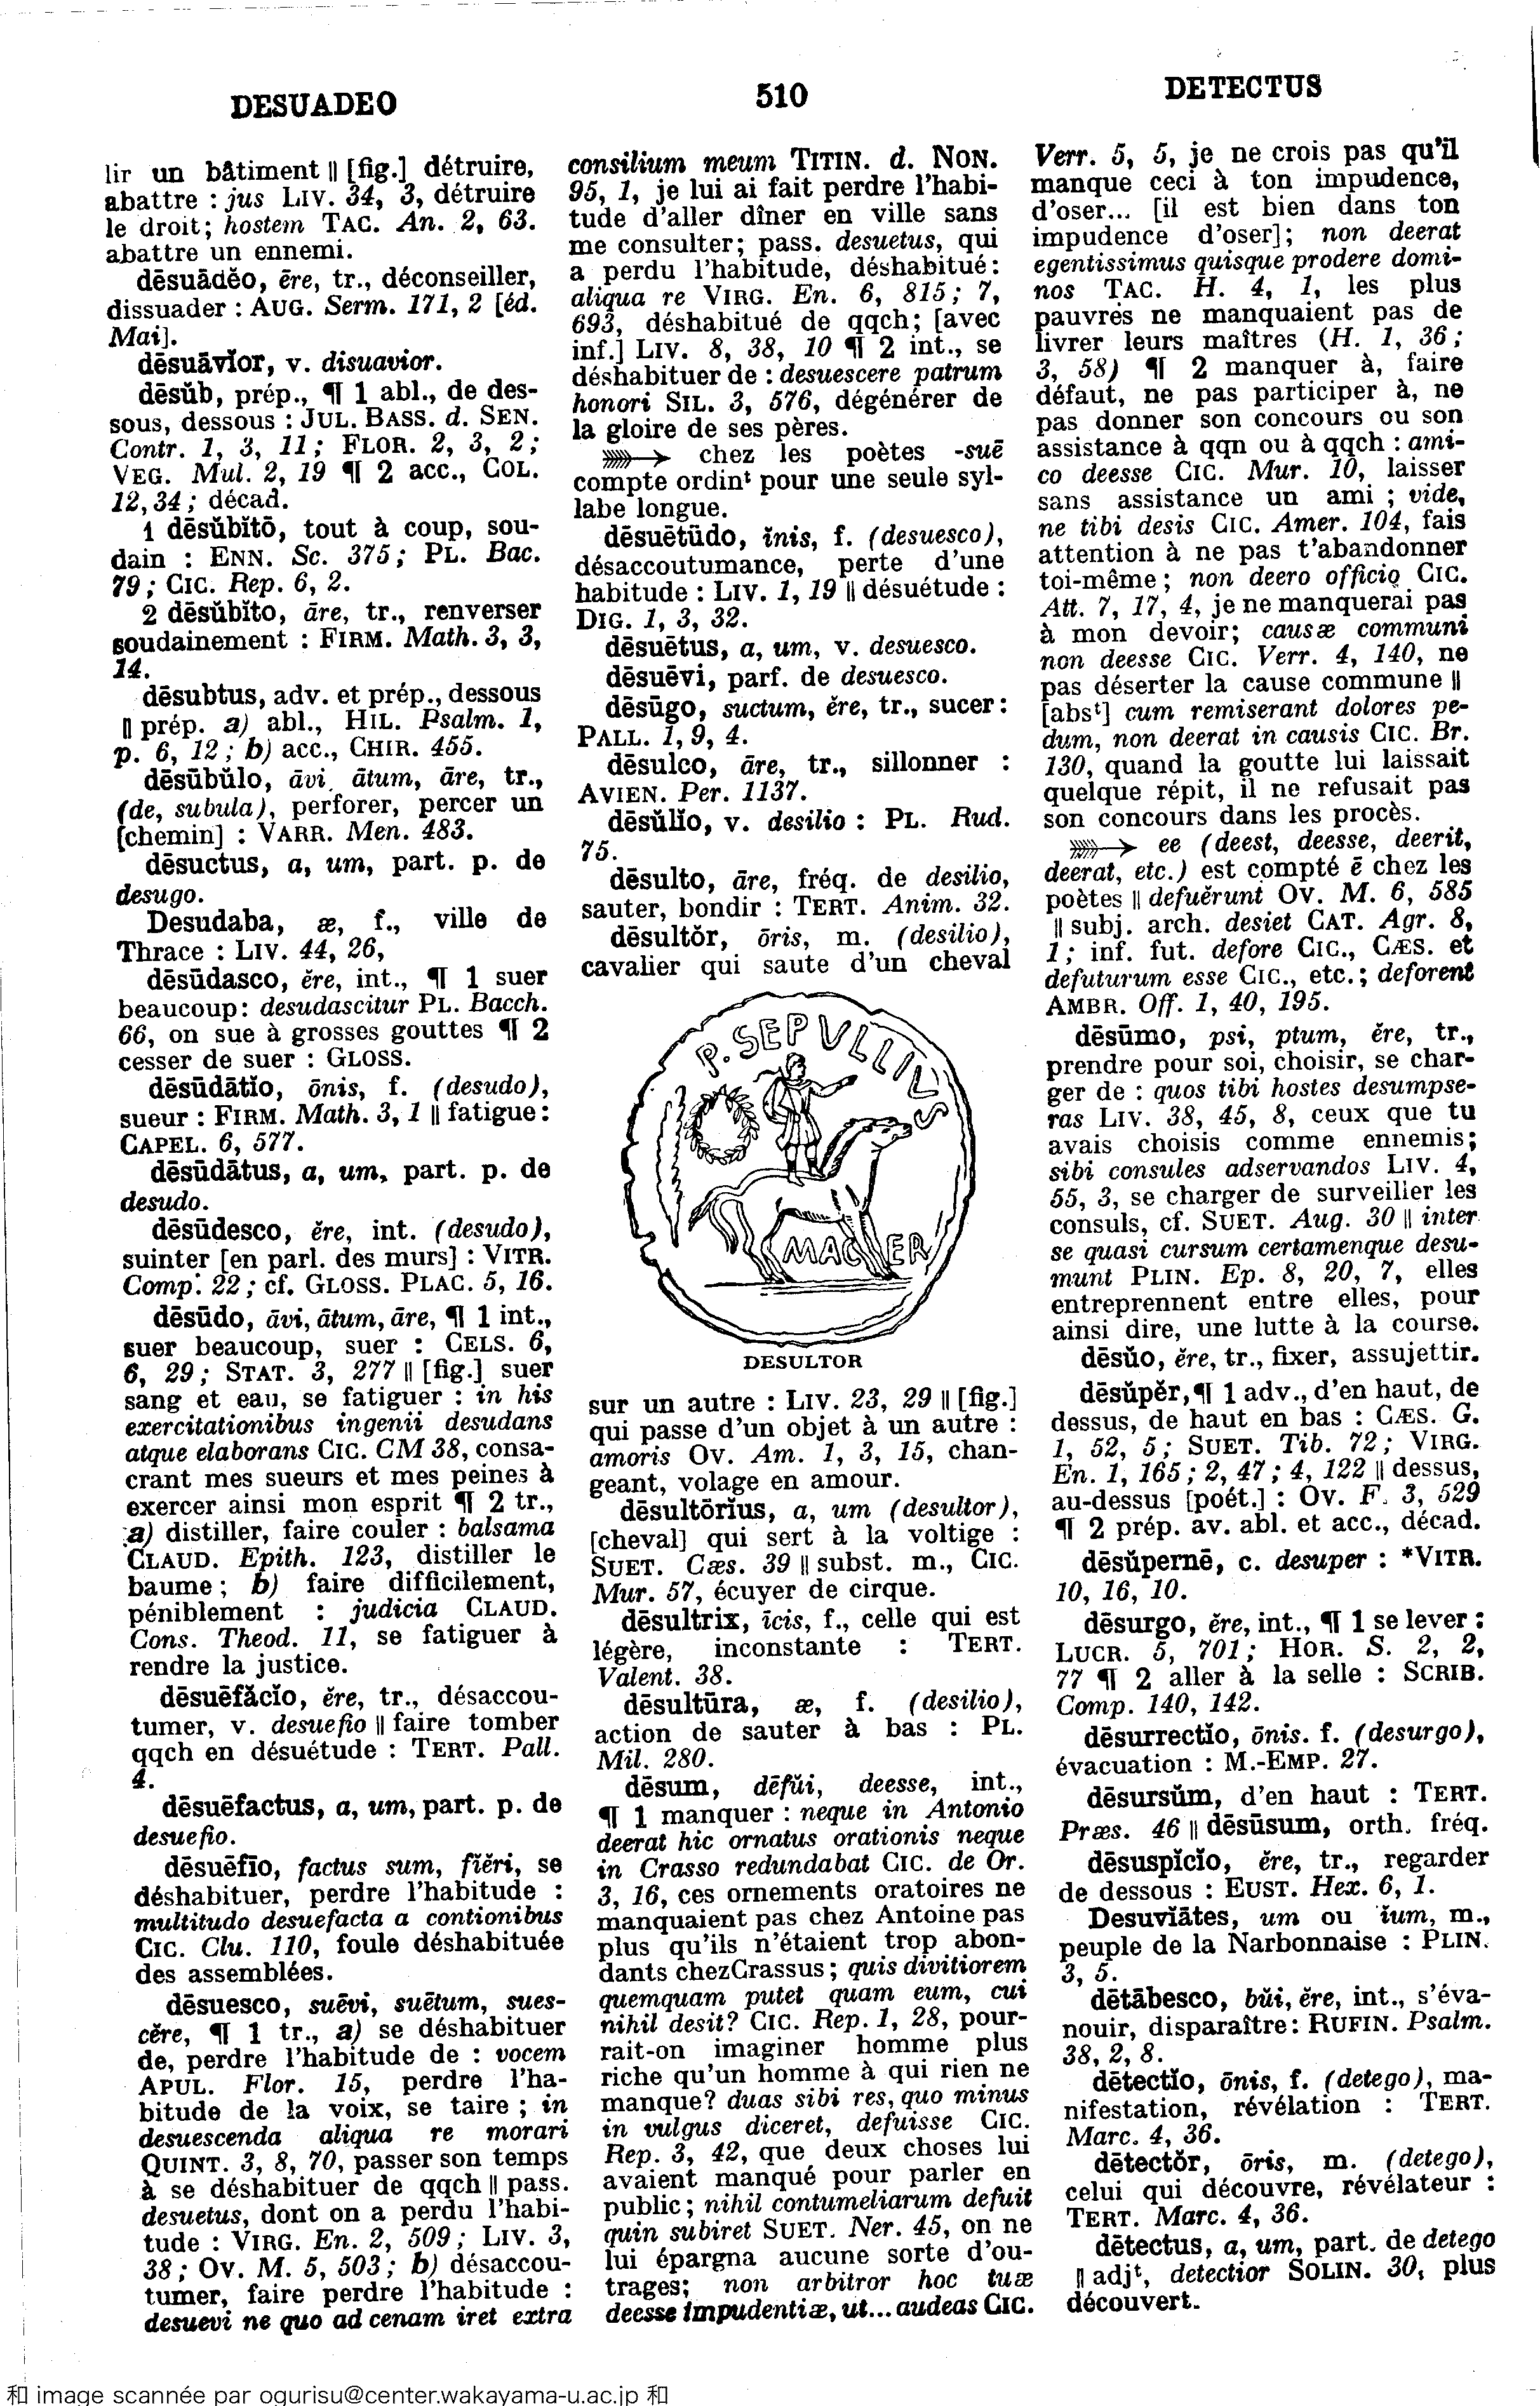 DESUADEO
510
DETECTUS
lir un bâtiment || [fig.] détruire,
abattre : jus LIV. 34, 3, détruire
le droit; hostem TAC. An. 2, 63.
abattre un ennemi.
dēsuādĕo, ēre, tr., déconseiller,
dissuader : AUG. Serm. 171, 2 [éd.
Mai].
dēsuāvĭor, v. disuavior.
dēsŭb, prép., ¶ 1 abl., de des-
sous, dessous : JUL. BASS. d. SEN.
Contr. 1, 3, 11; FLOR. 2, 3, 2;
VEG. Mul. 2, 19 ¶ 2 acc., COL.
12, 34; décad.
1 dēsŭbĭtō, tout à coup, sou-
dain : ENN. Sc. 375; PL. Bac.
79; CIC. Rep. 6, 2.
2 dēsŭbĭto, āre, tr., renverser
soudainement : FIRM. Math. 3, 3,
14.
dēsubtus, adv. et prép., dessous
|| prép. a) abl., HIL. Psalm. 1,
p. 6, 12; b) acc., CHIR. 455.
dēsūbŭlo, āvi, ātum, āre, tr.,
(de, subula), perforer, percer un
[chemin] : VARR. Men. 483.
dēsuctus, a, um, part. p. de
desugo.
Desudaba, æ, f., ville de
Thrace : LIV. 44, 26,
dēsūdasco, ĕre, int., ¶ 1 suer
beaucoup: desudascitur PL. Bacch.
66, on sue à grosses gouttes ¶ 2
cesser de suer : GLOSS.
dēsūdātĭo, ōnis, f. (desudo),
sueur : FIRM. Math. 3, 1 || fatigue :
CAPEL. 6, 577.
dēsūdātus, a, um, part. p. de
desudo.
dēsūdesco, ĕre, int. (desudo),
suinter [en parl. des murs] : VITR.
Comp. 22; cf. GLOSS. PLAC. 5, 16.
dēsūdo, āvi, ātum, āre, ¶ 1 int.,
suer beaucoup, suer : CELS. 6,
6, 29; STAT. 3, 277 || [fig.] suer
sang et eau, se fatiguer : in his
exercitationibus ingenii desudans
atque elaborans CIC. CM 38, consa-
crant mes sueurs et mes peines à
exercer ainsi mon esprit ¶ 2 tr.,
a) distiller, faire couler : balsama
CLAUD. Epith. 123, distiller le
baume; b) faire difficilement,
péniblement : judicia CLAUD.
Cons. Theod. 11, se fatiguer à
rendre la justice.
dēsuēfăcĭo, ĕre, tr., désaccou-
tumer, v. desuefio || faire tomber
qqch en désuétude : TERT. Pall.
4.
dēsuēfactus, a, um, part. p. de
desuefio.
dēsuēfīo, factus sum, fĭĕri, se
déshabituer, perdre l'habitude :
multitudo desuefacta a contionibus
CIC. Clu. 110, foule déshabituée
des assemblées.
dēsuesco, suēvi, suētum, sues-
cĕre, ¶ 1 tr., a) se déshabituer
de, perdre l'habitude de : vocem
APUL. Flor. 15, perdre l'ha-
bitude de la voix, se taire; in
desuescenda aliqua re morari
QUINT. 3, 8, 70, passer son temps
à se déshabituer de qqch || pass.
desuetus, dont on a perdu l'habi-
tude : VIRG. En. 2, 509; LIV. 3,
38; OV. M. 5, 503; b) désaccou-
tumer, faire perdre l'habitude :
desuevi ne quo ad cenam iret extra
consilium meum TITIN. d. NON.
95, 1, je lui ai fait perdre l'habi-
tude d'aller dîner en ville sans
me consulter; pass. desuetus, qui
a perdu l'habitude, déshabitué :
aliqua re VIRG. En. 6, 815; 7,
693, déshabitué de qqch; [avec
inf.] LIV. 8, 38, 10 ¶ 2 int., se
déshabituer de : desuescere patrum
honori SIL. 3, 576, dégénérer de
la gloire de ses pères.
chez les poètes -suē
compte ordinᵗ pour une seule syl-
labe longue.
dēsuētūdo, ĭnis, f. (desuesco),
désaccoutumance, perte d'une
habitude : LIV. 1, 19 || désuétude :
DIG. 1, 3, 32.
dēsuētus, a, um, v. desuesco.
dēsuēvi, parf. de desuesco.
dēsūgo, suctum, ĕre, tr., sucer :
PALL. 1, 9, 4.
dēsulco, āre, tr., sillonner :
AVIEN. Per. 1137.
dēsŭlĭo, v. desilio : PL. Rud.
75.
dēsulto, āre, fréq. de desilio,
sauter, bondir : TERT. Anim. 32.
dēsultŏr, ōris, m. (desilio),
cavalier qui saute d'un cheval
P. SEPVLLIVS
MACER
DESULTOR
sur un autre : LIV. 23, 29 || [fig.]
qui passe d'un objet à un autre :
amoris OV. Am. 1, 3, 15, chan-
geant, volage en amour.
dēsultōrĭus, a, um (desultor),
[cheval] qui sert à la voltige :
SUET. Cæs. 39 || subst. m., CIC.
Mur. 57, écuyer de cirque.
dēsultrix, īcis, f., celle qui est
légère, inconstante : TERT.
Valent. 38.
dēsultūra, æ, f. (desilio),
action de sauter à bas : PL.
Mil. 280.
dēsum, dēfŭi, deesse, int.,
¶ 1 manquer : neque in Antonio
deerat hic ornatus orationis neque
in Crasso redundabat CIC. de Or.
3, 16, ces ornements oratoires ne
manquaient pas chez Antoine pas
plus qu'ils n'étaient trop abon-
dants chezCrassus; quis divitiorem
quemquam putet quam eum, cui
nihil desit? CIC. Rep. 1, 28, pour-
rait-on imaginer homme plus
riche qu'un homme à qui rien ne
manque? duas sibi res, quo minus
in vulgus diceret, defuisse CIC.
Rep. 3, 42, que deux choses lui
avaient manqué pour parler en
public; nihil contumeliarum defuit
quin subiret SUET. Ner. 45, on ne
lui épargna aucune sorte d'ou-
trages; non arbitror hoc tuæ
deesse impudentiæ, ut... audeas CIC.
Verr. 5, 5, je ne crois pas qu'il
manque ceci à ton impudence,
d'oser... [il est bien dans ton
impudence d'oser]; non deerat
egentissimus quisque prodere domi-
nos TAC. H. 4, 1, les plus
pauvres ne manquaient pas de
livrer leurs maîtres (H. 1, 36;
3, 58) ¶ 2 manquer à, faire
défaut, ne pas participer à, ne
pas donner son concours ou son
assistance à qqn ou à qqch : ami-
co deesse CIC. Mur. 10, laisser
sans assistance un ami; vide,
ne tibi desis CIC. Amer. 104, fais
attention à ne pas t'abandonner
toi-même; non deero officio CIC.
Att. 7, 17, 4, je ne manquerai pas
à mon devoir; causæ communi
non deesse CIC. Verr. 4, 140, ne
pas déserter la cause commune ||
[absᵗ] cum remiserant dolores pe-
dum, non deerat in causis CIC. Br.
130, quand la goutte lui laissait
quelque répit, il ne refusait pas
son concours dans les procès.
ee (deest, deesse, deerit,
deerat, etc.) est compté ē chez les
poètes || defuĕrunt OV. M. 6, 585
|| subj. arch. desiet CAT. Agr. 8,
1; inf. fut. defore CIC., CÆS. et
defuturum esse CIC., etc.; deforent
AMBR. Off. 1, 40, 195.
dēsūmo, psi, ptum, ĕre, tr.,
prendre pour soi, choisir, se char-
ger de : quos tibi hostes desumpse-
ras LIV. 38, 45, 8, ceux que tu
avais choisis comme ennemis;
sibi consules adservandos LIV. 4,
55, 3, se charger de surveiller les
consuls, cf. SUET. Aug. 30 || inter
se quasi cursum certamenque desu-
munt PLIN. Ep. 8, 20, 7, elles
entreprennent entre elles, pour
ainsi dire, une lutte à la course.
dēsŭo, ĕre, tr., fixer, assujettir.
dēsŭpĕr, ¶ 1 adv., d'en haut, de
dessus, de haut en bas : CÆS. G.
1, 52, 5; SUET. Tib. 72; VIRG.
En. 1, 165; 2, 47; 4, 122 || dessus,
au-dessus [poét.] : OV. F. 3, 529
¶ 2 prép. av. abl. et acc., décad.
dēsŭpernē, c. desuper : *VITR.
10, 16, 10.
dēsurgo, ĕre, int., ¶ 1 se lever :
LUCR. 5, 701; HOR. S. 2, 2,
77 ¶ 2 aller à la selle : SCRIB.
Comp. 140, 142.
dēsurrectĭo, ōnis. f. (desurgo),
évacuation : M.-EMP. 27.
dēsursŭm, d'en haut : TERT.
Præs. 46 || dēsūsum, orth. fréq.
dēsuspĭcĭo, ĕre, tr., regarder
de dessous : EUST. Hex. 6, 1.
Desuvĭātes, um ou ĭum, m.,
peuple de la Narbonnaise : PLIN.
3, 5.
dētābesco, bŭi, ĕre, int., s'éva-
nouir, disparaître : RUFIN. Psalm.
38, 2, 8.
dētectĭo, ōnis, f. (detego), ma-
nifestation, révélation : TERT.
Marc. 4, 36.
dētectŏr, ōris, m. (detego),
celui qui découvre, révélateur :
TERT. Marc. 4, 36.
dētectus, a, um, part. de detego
|| adjᵗ, detectior SOLIN. 30, plus
découvert.
和 image scannée par ogurisu@center.wakayama-u.ac.jp 和